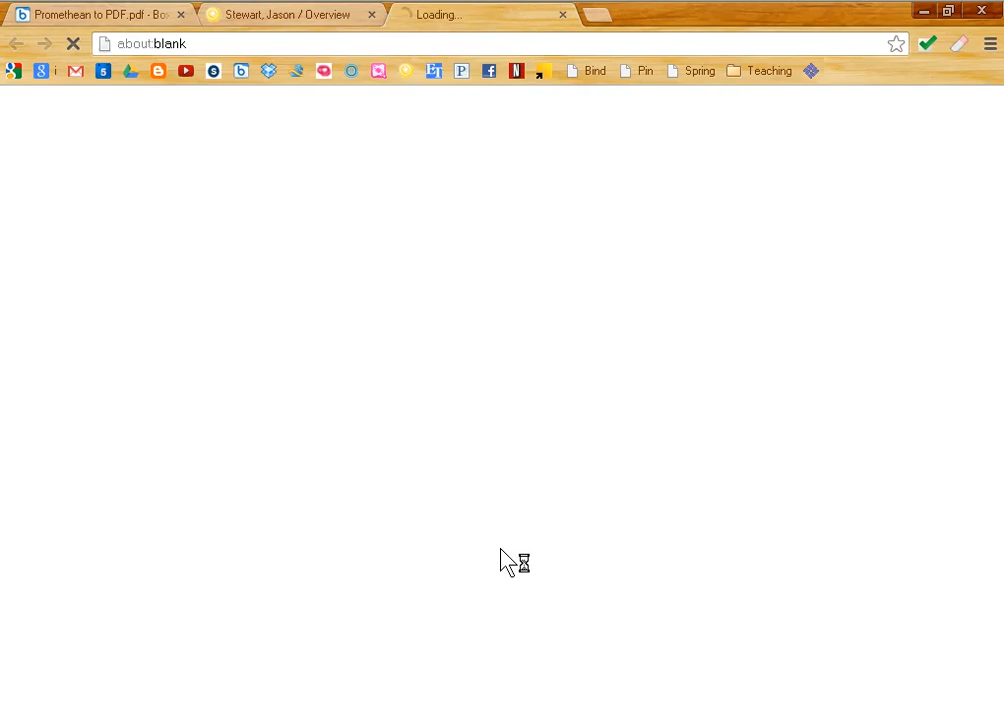 Promethean to PDF.pdf - Bo
Stewart, Jason / Overview
Loading...
about:blank
Bind
Pin
Spring
Teaching